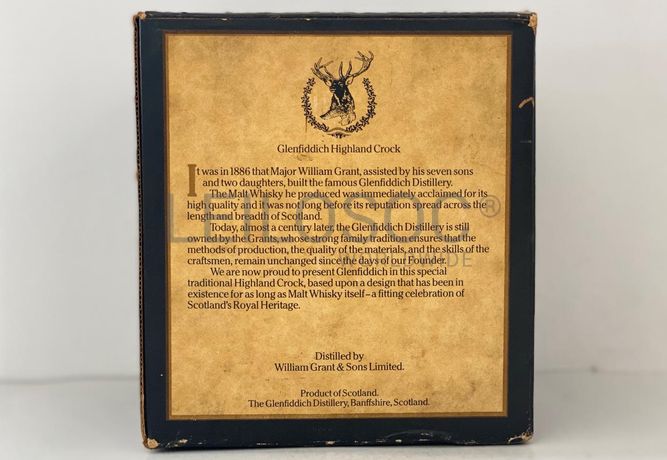 Glenfiddich Highland Crock
It was in 1886 that Major William Grant, assisted by his seven sons
and two daughters, built the famous Glenfiddich Distillery.
The Malt Whisky he produced was immediately acclaimed for its
high quality and it was not long before its reputation spread across the
length and breadth of Scotland.
Today, almost a century later, the Glenfiddich Distillery is still
owned by the Grants, whose strong family tradition ensures that the
methods of production, the quality of the materials, and the skills of the
craftsmen, remain unchanged since the days of our Founder.
We are now proud to present Glenfiddich in this special
traditional Highland Crock, based upon a design that has been in
existence for as long as Malt Whisky itself – a fitting celebration of
Scotland's Royal Heritage.
LEILOSOC®
WORLDWIDE
Distilled by
William Grant & Sons Limited.
Product of Scotland.
The Glenfiddich Distillery, Banffshire, Scotland.